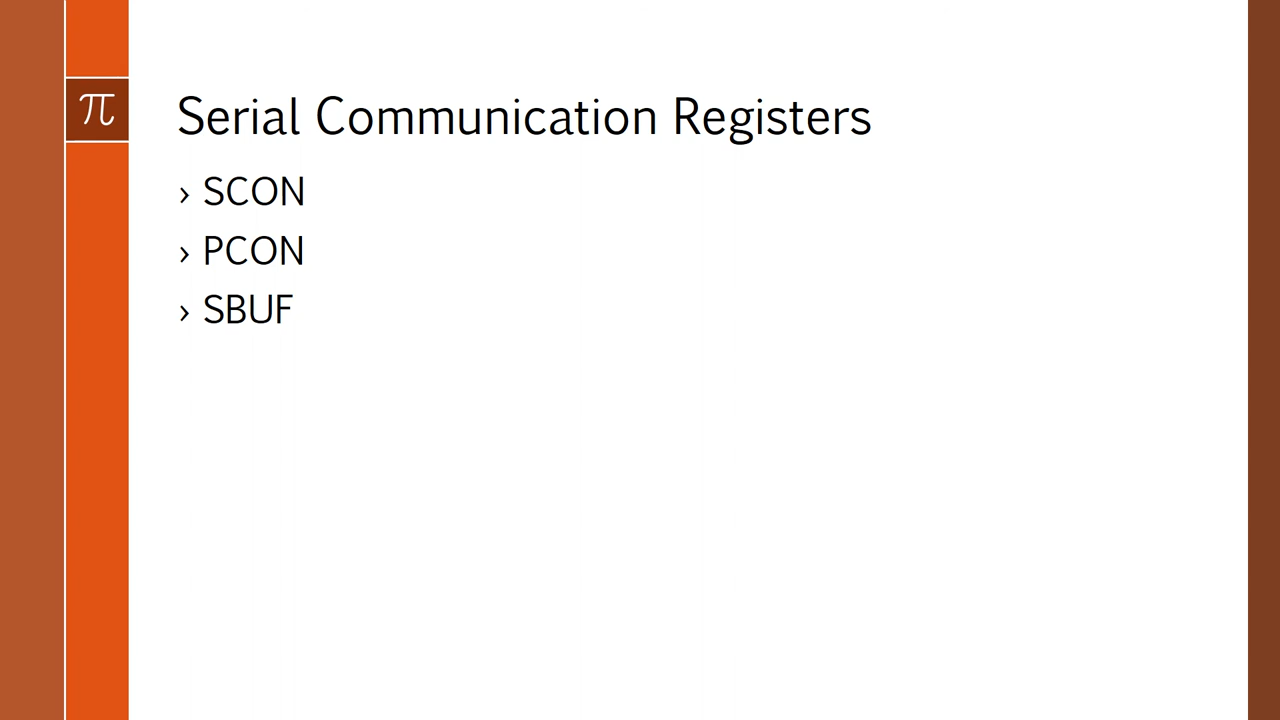 π
Serial Communication Registers
› SCON
› PCON
› SBUF